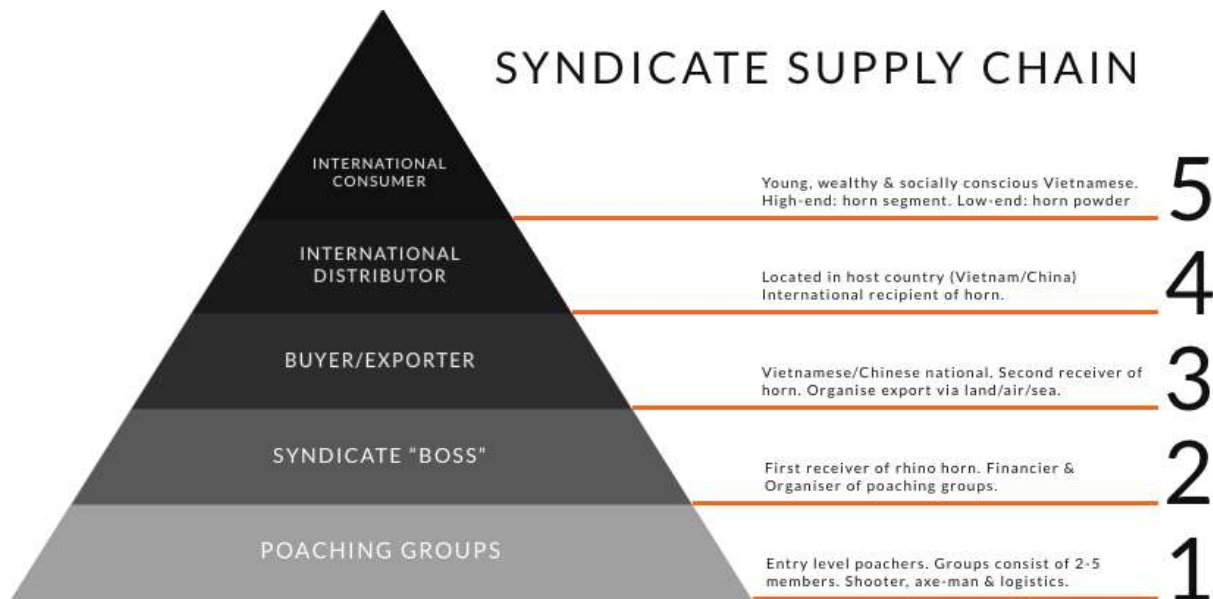 SYNDICATE SUPPLY CHAIN
INTERNATIONAL
CONSUMER
Young, wealthy & socially conscious Vietnamese.
High-end: horn segment. Low-end: horn powder
5
INTERNATIONAL
DISTRIBUTOR
Located in host country (Vietnam/China)
International recipient of horn.
4
BUYER/EXPORTER
Vietnamese/Chinese national. Second receiver of
horn. Organise export via land/air/sea.
3
SYNDICATE “BOSS”
First receiver of rhino horn. Financier &
Organiser of poaching groups.
2
POACHING GROUPS
Entry level poachers. Groups consist of 2-5
members. Shooter, axe-man & logistics.
1